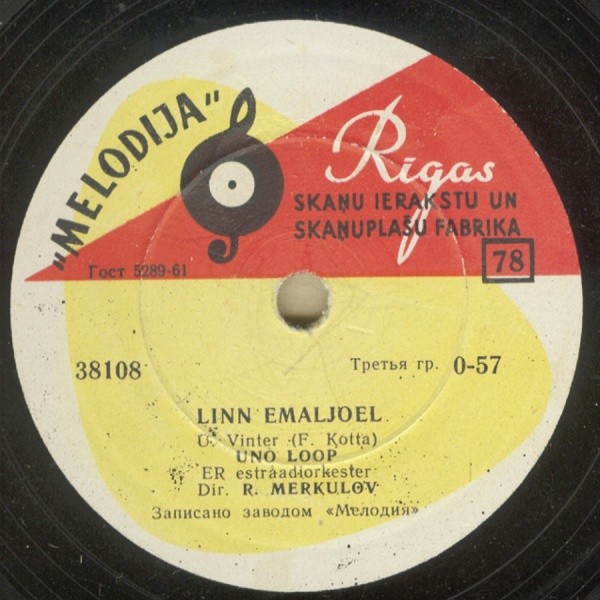 "MELODIJA"
Rīgas
SKAŅU IERAKSTU UN
SKAŅUPLAŠU FABRIKA
78
Гост 5289-61
38108
Третья гр. 0-57
LINN EMALJOEL
Vinter (F. Kotta)
UNO LOOP
ER estraadiorkester
Dir. R. MERKULOV
Записано заводом «Мелодия»